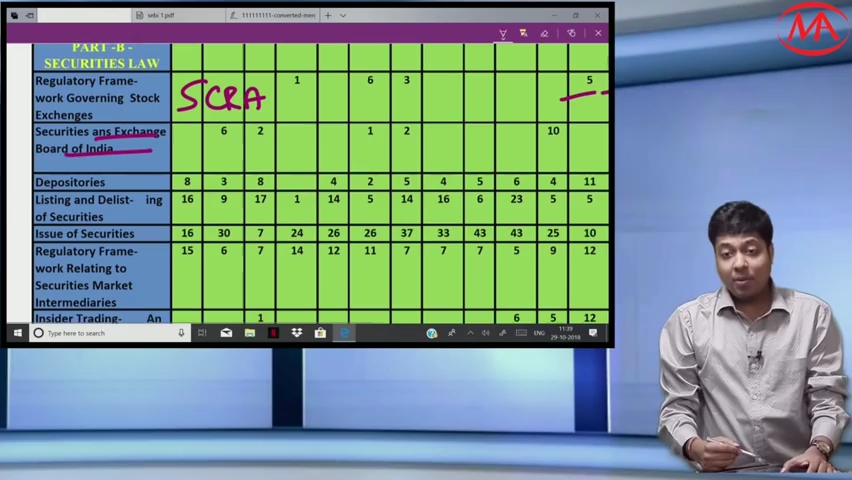 sebi 1.pdf
111111111-converted-mer
MA
PART -B -
SECURITIES LAW
Regulatory Frame- 1 6 3 5
work Governing Stock
Exchenges
SCRA
Securities ans Exchange 6 2 1 2 10
Board of India
Depositories 8 3 8 4 2 5 4 5 6 4 11
Listing and Delist- ing 16 9 17 1 14 5 14 16 6 23 5 5
of Securities
Issue of Securities 16 30 7 24 26 26 37 33 43 43 25 10
Regulatory Frame- 15 6 7 14 12 11 7 7 7 5 9 12
work Relating to
Securities Market
Intermediaries
Insider Trading- An 1 6 5 12
Type here to search
11:39
29-10-2018